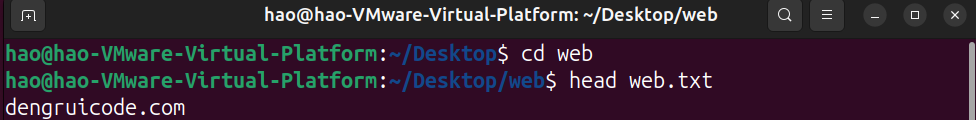 hao@hao-VMware-Virtual-Platform: ~/Desktop/web
hao@hao-VMware-Virtual-Platform:~/Desktop$ cd web
hao@hao-VMware-Virtual-Platform:~/Desktop/web$ head web.txt
dengruicode.com